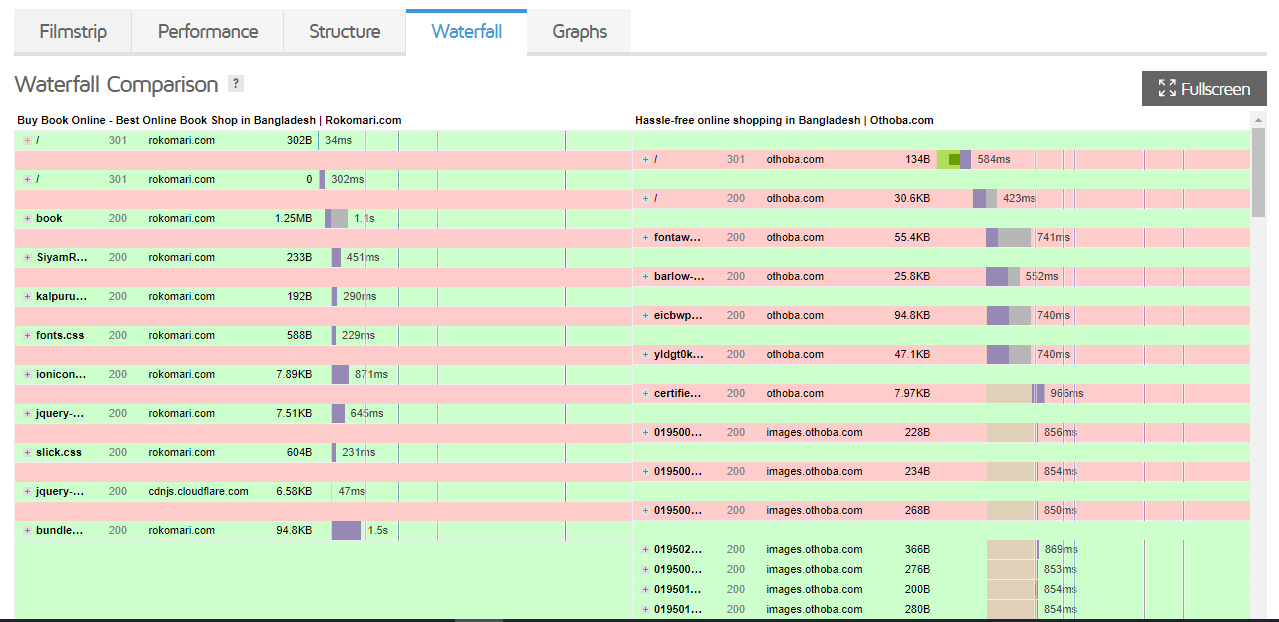 Filmstrip Performance Structure Waterfall Graphs
Waterfall Comparison ?
Fullscreen
Buy Book Online - Best Online Book Shop in Bangladesh | Rokomari.com
Hassle-free online shopping in Bangladesh | Othoba.com
/ 301 rokomari.com 302B 34ms
/ 301 othoba.com 134B 584ms
/ 301 rokomari.com 0 302ms
/ 200 othoba.com 30.6KB 423ms
book 200 rokomari.com 1.25MB 1.1s
fontaw... 200 othoba.com 55.4KB 741ms
SiyamR... 200 rokomari.com 233B 451ms
barlow-... 200 othoba.com 25.8KB 552ms
kalpuru... 200 rokomari.com 192B 290ms
eicbwp... 200 othoba.com 94.8KB 740ms
fonts.css 200 rokomari.com 588B 229ms
yldgt0k... 200 othoba.com 47.1KB 740ms
ionicon... 200 rokomari.com 7.89KB 871ms
certifie... 200 othoba.com 7.97KB 966ms
jquery-... 200 rokomari.com 7.51KB 645ms
019500... 200 images.othoba.com 228B 856ms
slick.css 200 rokomari.com 604B 231ms
019500... 200 images.othoba.com 234B 854ms
jquery-... 200 cdnjs.cloudflare.com 6.58KB 47ms
019500... 200 images.othoba.com 268B 850ms
bundle... 200 rokomari.com 94.8KB 1.5s
019502... 200 images.othoba.com 366B 869ms
019500... 200 images.othoba.com 276B 853ms
019501... 200 images.othoba.com 200B 854ms
019501... 200 images.othoba.com 280B 854ms